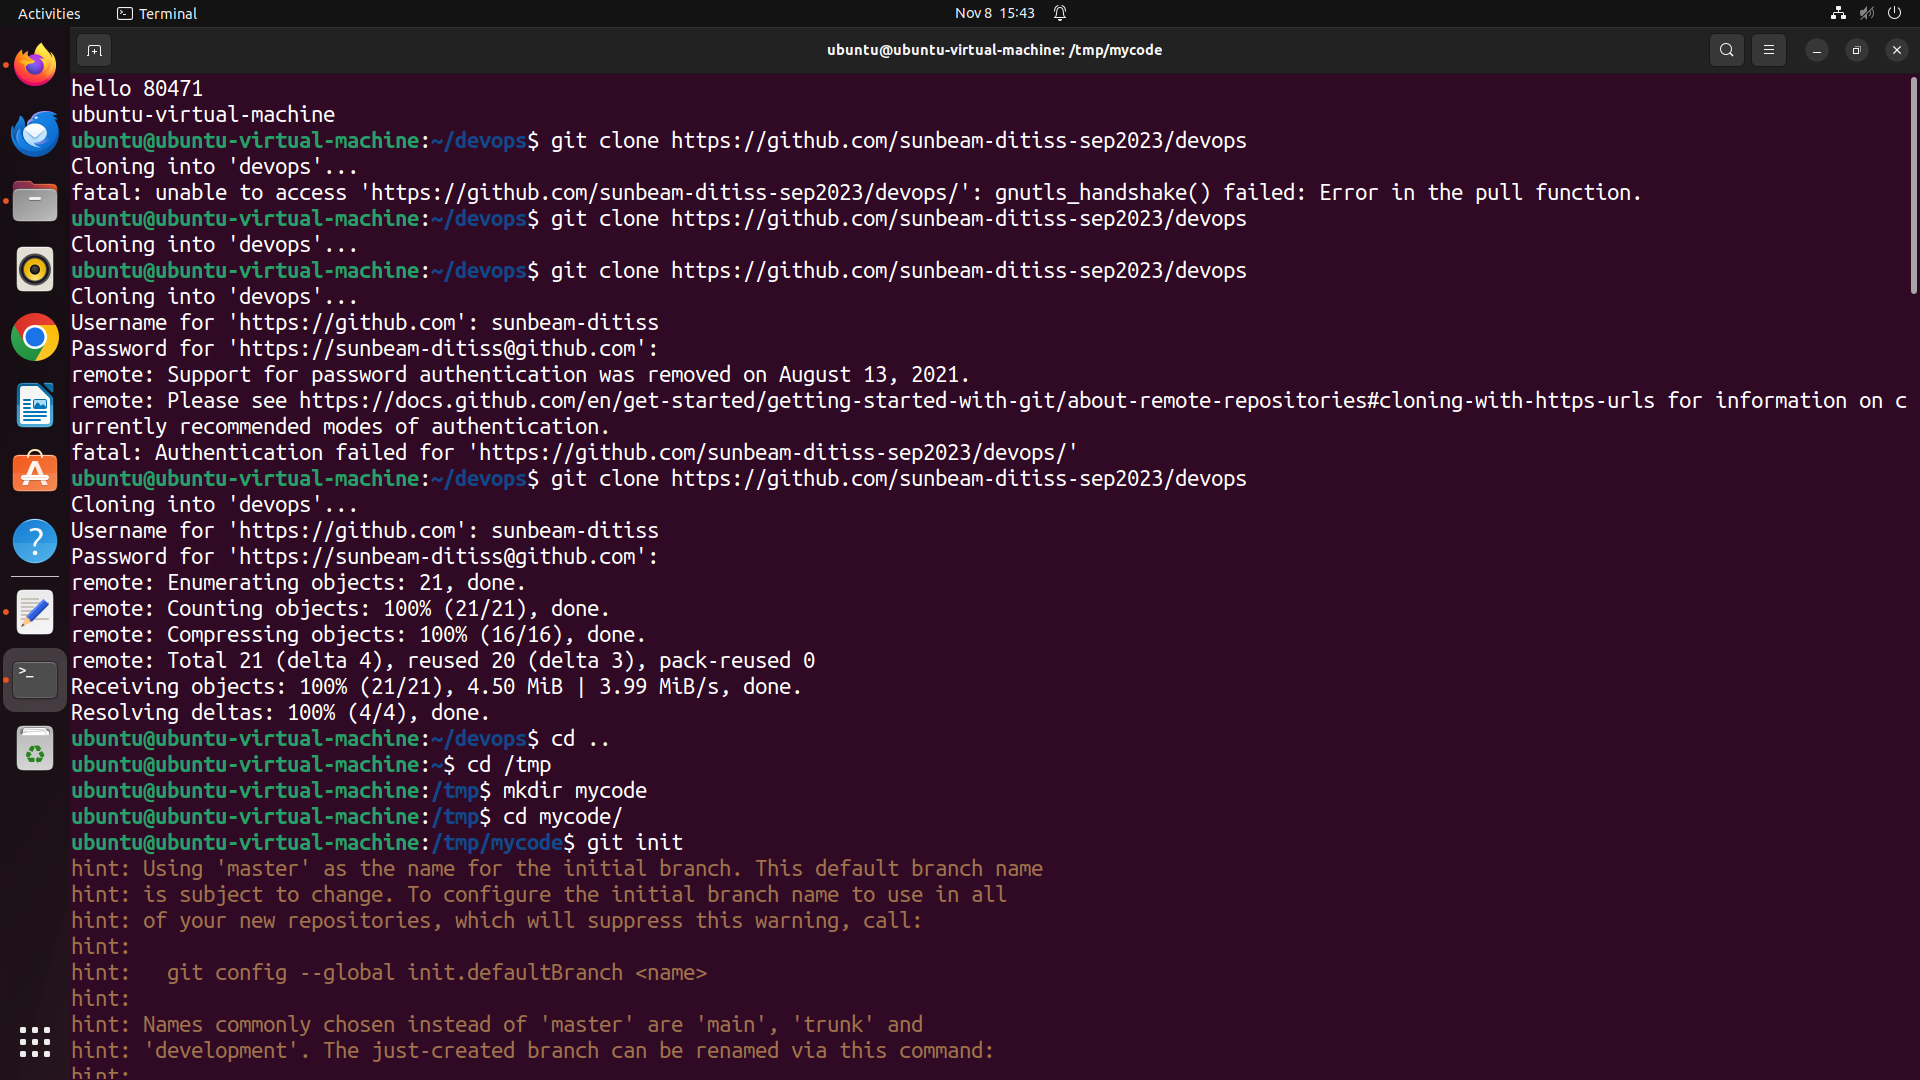 Activities Terminal Nov 8 15:43
ubuntu@ubuntu-virtual-machine: /tmp/mycode
hello 80471
ubuntu-virtual-machine
ubuntu@ubuntu-virtual-machine:~/devops$ git clone https://github.com/sunbeam-ditiss-sep2023/devops
Cloning into 'devops'...
fatal: unable to access 'https://github.com/sunbeam-ditiss-sep2023/devops/': gnutls_handshake() failed: Error in the pull function.
ubuntu@ubuntu-virtual-machine:~/devops$ git clone https://github.com/sunbeam-ditiss-sep2023/devops
Cloning into 'devops'...
ubuntu@ubuntu-virtual-machine:~/devops$ git clone https://github.com/sunbeam-ditiss-sep2023/devops
Cloning into 'devops'...
Username for 'https://github.com': sunbeam-ditiss
Password for 'https://sunbeam-ditiss@github.com':
remote: Support for password authentication was removed on August 13, 2021.
remote: Please see https://docs.github.com/en/get-started/getting-started-with-git/about-remote-repositories#cloning-with-https-urls for information on c
urrently recommended modes of authentication.
fatal: Authentication failed for 'https://github.com/sunbeam-ditiss-sep2023/devops/'
ubuntu@ubuntu-virtual-machine:~/devops$ git clone https://github.com/sunbeam-ditiss-sep2023/devops
Cloning into 'devops'...
Username for 'https://github.com': sunbeam-ditiss
Password for 'https://sunbeam-ditiss@github.com':
remote: Enumerating objects: 21, done.
remote: Counting objects: 100% (21/21), done.
remote: Compressing objects: 100% (16/16), done.
remote: Total 21 (delta 4), reused 20 (delta 3), pack-reused 0
Receiving objects: 100% (21/21), 4.50 MiB | 3.99 MiB/s, done.
Resolving deltas: 100% (4/4), done.
ubuntu@ubuntu-virtual-machine:~/devops$ cd ..
ubuntu@ubuntu-virtual-machine:~$ cd /tmp
ubuntu@ubuntu-virtual-machine:/tmp$ mkdir mycode
ubuntu@ubuntu-virtual-machine:/tmp$ cd mycode/
ubuntu@ubuntu-virtual-machine:/tmp/mycode$ git init
hint: Using 'master' as the name for the initial branch. This default branch name
hint: is subject to change. To configure the initial branch name to use in all
hint: of your new repositories, which will suppress this warning, call:
hint:
hint:   git config --global init.defaultBranch <name>
hint:
hint: Names commonly chosen instead of 'master' are 'main', 'trunk' and
hint: 'development'. The just-created branch can be renamed via this command:
hint: